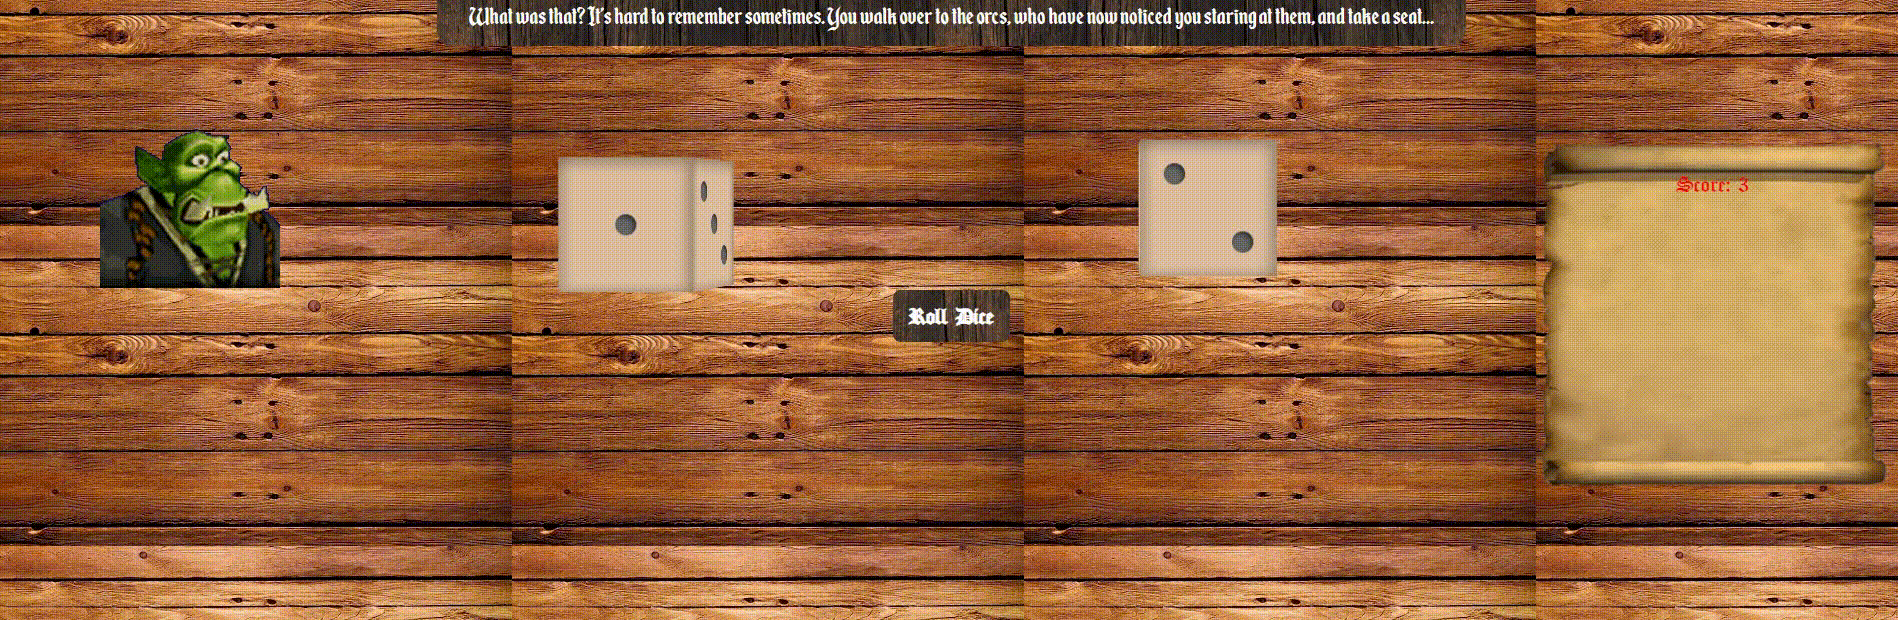 What was that? It's hard to remember sometimes. You walk over to the orcs, who have now noticed you staring at them, and take a seat...
Score: 3
Roll Dice